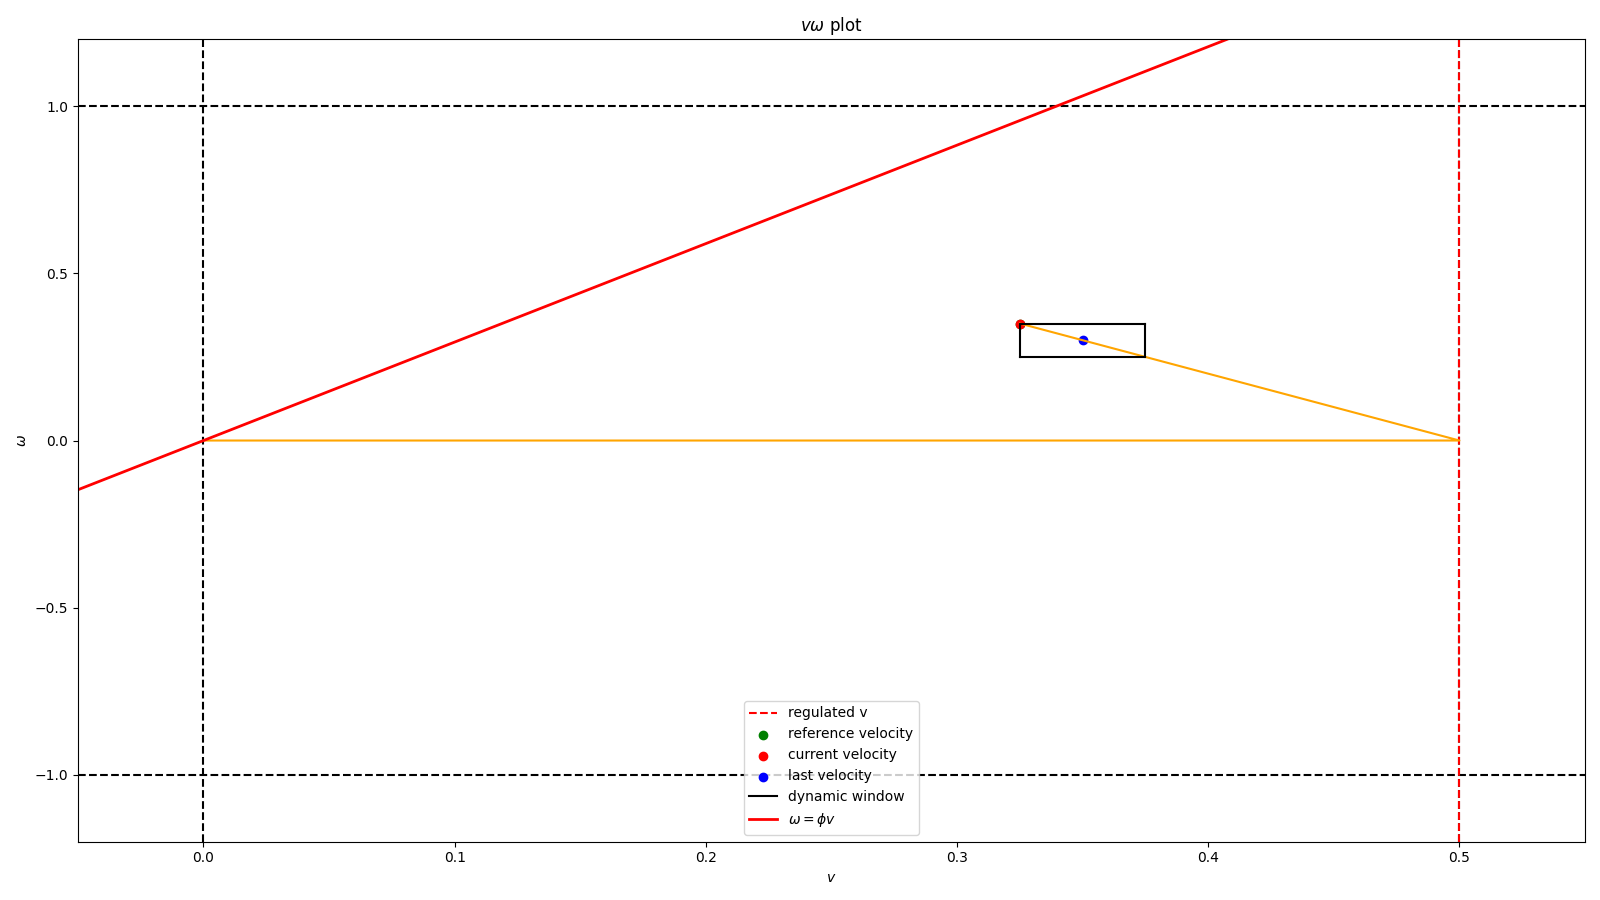 vω plot
1.0
0.5
0.0
−0.5
−1.0
ω
0.0 0.1 0.2 0.3 0.4 0.5
v
regulated v
reference velocity
current velocity
last velocity
dynamic window
ω = ϕv